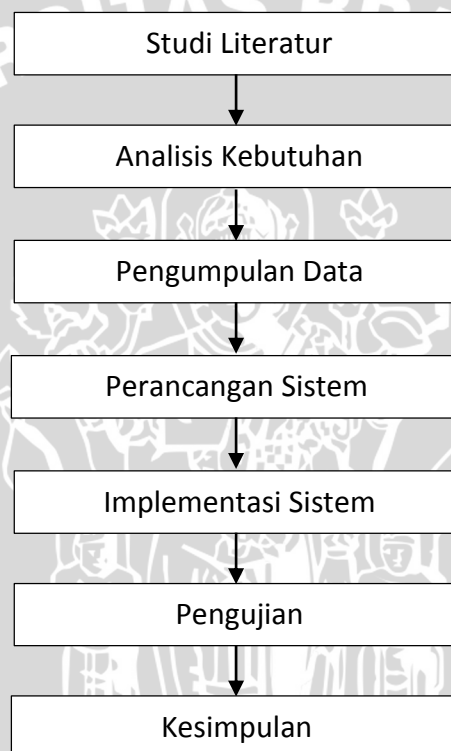 Studi Literatur
Analisis Kebutuhan
Pengumpulan Data
Perancangan Sistem
Implementasi Sistem
Pengujian
Kesimpulan